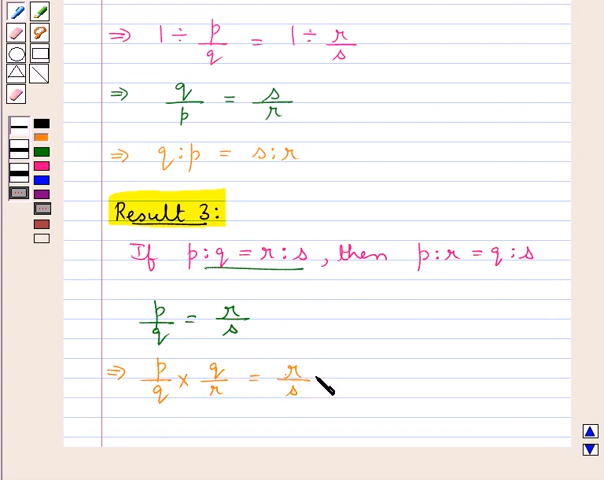 ⇒ 1 ÷ p/q = 1 ÷ r/s
⇒ q/p = s/r
⇒ q:p = s:r
Result 3:
If p:q = r:s, then p:r = q:s
p/q = r/s
⇒ p/q × q/r = r/s